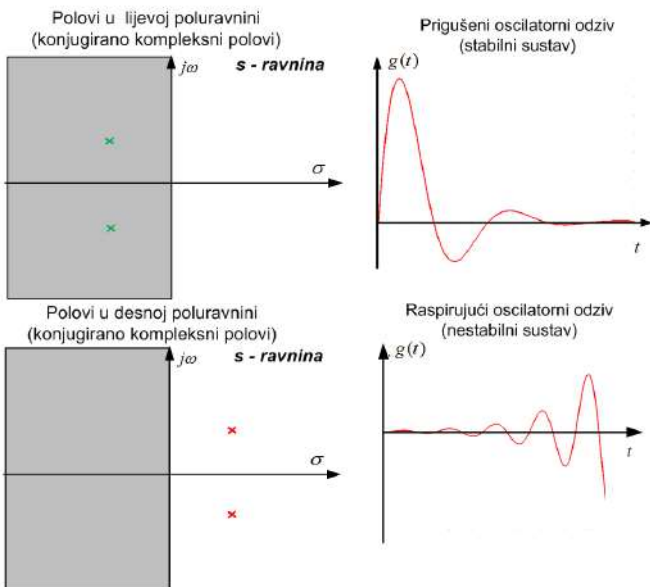 Polovi u lijevoj poluravnini
(konjugirano kompleksni polovi)
jω
s - ravnina
σ
Prigušeni oscilatorni odziv
(stabilni sustav)
g(t)
t
Polovi u desnoj poluravnini
(konjugirano kompleksni polovi)
jω
s - ravnina
σ
Raspirujući oscilatorni odziv
(nestabilni sustav)
g(t)
t